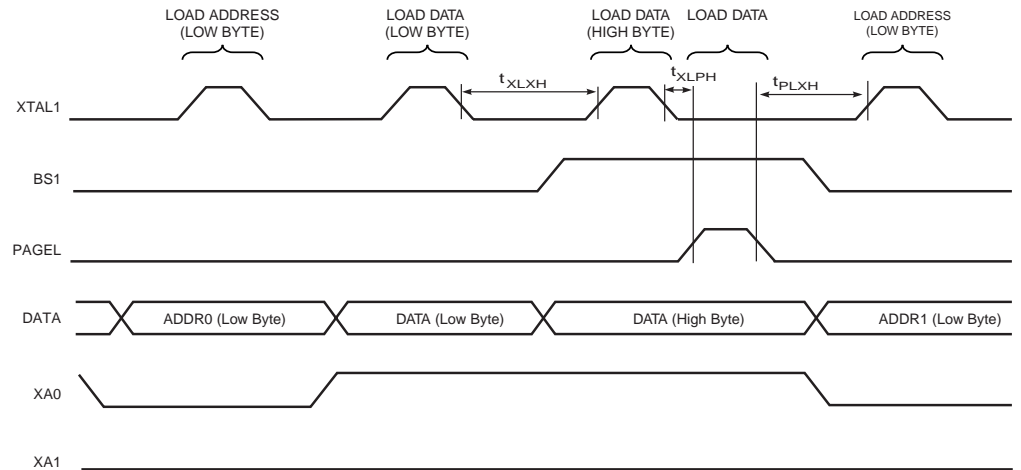 LOAD ADDRESS
(LOW BYTE)
LOAD DATA
(LOW BYTE)
LOAD DATA
(HIGH BYTE)
LOAD DATA
LOAD ADDRESS
(LOW BYTE)
XTAL1
tXLXH
tXLPH
tPLXH
BS1
PAGEL
DATA
ADDR0 (Low Byte)
DATA (Low Byte)
DATA (High Byte)
ADDR1 (Low Byte)
XA0
XA1